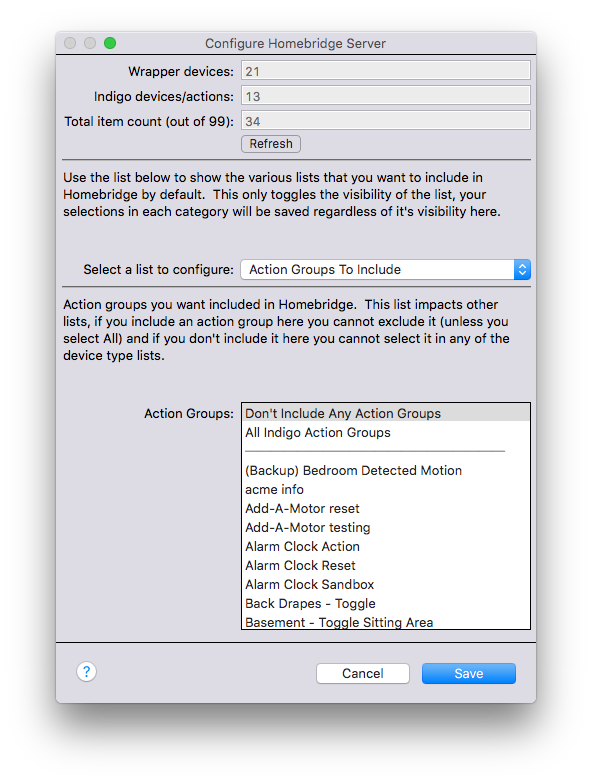 Configure Homebridge Server
Wrapper devices: 21
Indigo devices/actions: 13
Total item count (out of 99): 34
Refresh
Use the list below to show the various lists that you want to include in
Homebridge by default.  This only toggles the visibility of the list, your
selections in each category will be saved regardless of it's visibility here.
Select a list to configure: Action Groups To Include
Action groups you want included in Homebridge.  This list impacts other
lists, if you include an action group here you cannot exclude it (unless you
select All) and if you don't include it here you cannot select it in any of the
device type lists.
Action Groups: Don't Include Any Action Groups
All Indigo Action Groups
(Backup) Bedroom Detected Motion
acme info
Add-A-Motor reset
Add-A-Motor testing
Alarm Clock Action
Alarm Clock Reset
Alarm Clock Sandbox
Back Drapes - Toggle
Basement - Toggle Sitting Area
? Cancel Save